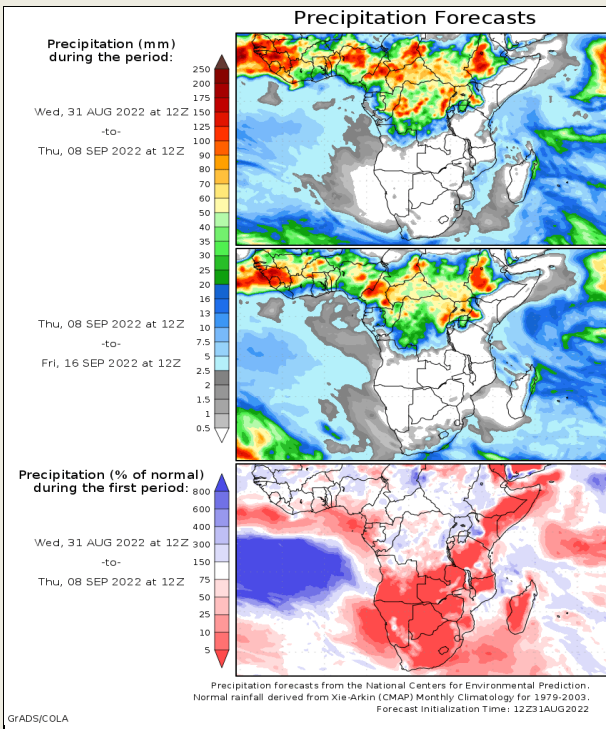 Precipitation Forecasts
Precipitation (mm)
during the period:
Wed, 31 AUG 2022 at 12Z
-to-
Thu, 08 SEP 2022 at 12Z
250
200
175
150
125
100
90
80
70
60
50
40
35
30
25
20
16
13
10
7.5
5
2.5
2
1.5
1
0.5
Thu, 08 SEP 2022 at 12Z
-to-
Fri, 16 SEP 2022 at 12Z
Precipitation (% of normal)
during the first period:
Wed, 31 AUG 2022 at 12Z
-to-
Thu, 08 SEP 2022 at 12Z
800
600
400
300
150
75
50
25
10
5
Precipitation forecasts from the National Centers for Environmental Prediction.
Normal rainfall derived from Xie-Arkin (CMAP) Monthly Climatology for 1979-2003.
Forecast Initialization Time: 12Z31AUG2022
GrADS/COLA